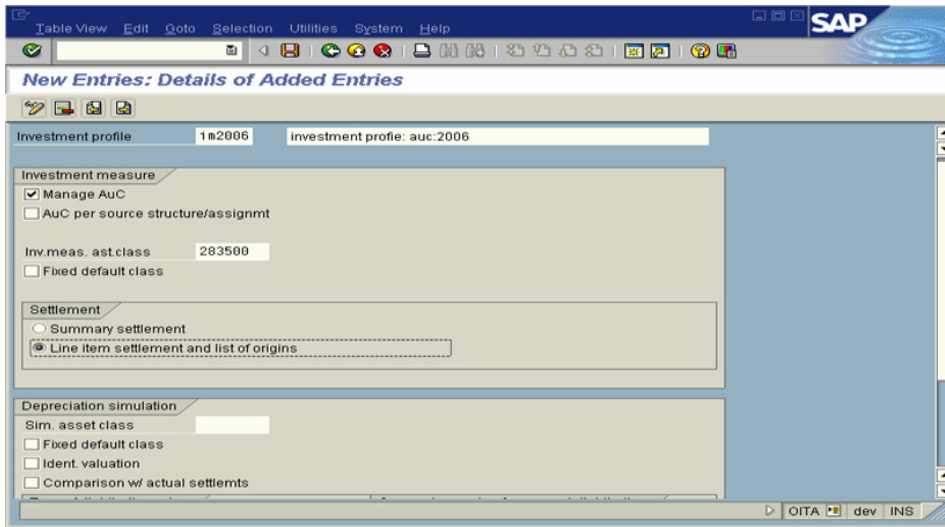 Table View Edit Goto Selection Utilities System Help
SAP
New Entries: Details of Added Entries
Investment profile im2006 investment profie: auc:2006
Investment measure
Manage AuC
AuC per source structure/assignmt
Inv.meas. ast.class 283500
Fixed default class
Settlement
Summary settlement
Line item settlement and list of origins
Depreciation simulation
Sim. asset class
Fixed default class
Ident. valuation
Comparison w/ actual settlemts
OITA dev INS